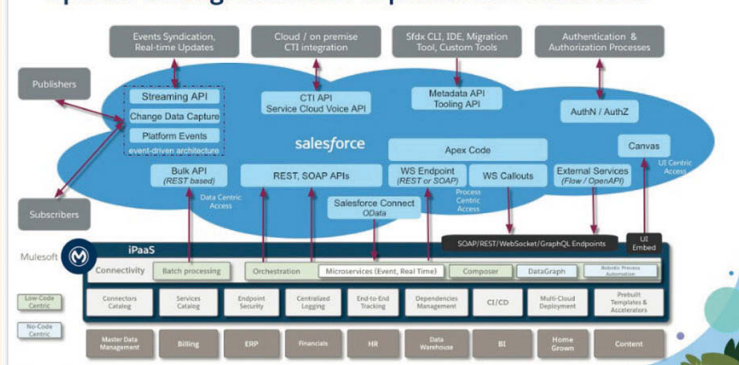 Events Syndication,
Real-time Updates
Cloud / on premise
CTI integration
Sfdx CLI, IDE, Migration
Tool, Custom Tools
Authentication &
Authorization Processes
Publishers
Streaming API
Change Data Capture
Platform Events
event-driven architecture
CTI API
Service Cloud Voice API
Metadata API
Tooling API
AuthN / AuthZ
salesforce
Apex Code
Canvas
UI Centric
Access
Bulk API
(REST based)
REST, SOAP APIs
WS Endpoint
(REST or SOAP)
WS Callouts
External Services
(Flow / OpenAPI)
Data Centric
Access
Process
Centric
Access
Subscribers
Salesforce Connect
OData
SOAP/REST/WebSocket/GraphQL Endpoints
UI
Embed
Mulesoft
iPaaS
Connectivity
Batch processing
Orchestration
Microservices (Event, Real Time)
Composer
DataGraph
Robotic Process
Automation
Low-Code
Centric
No-Code
Centric
Connectors
Catalog
Services
Catalog
Endpoint
Security
Centralized
Logging
End-to-End
Tracking
Dependencies
Management
CI/CD
Multi-Cloud
Deployment
Prebuilt
Templates &
Accelerators
Master Data
Management
Billing
ERP
Financials
HR
Data
Warehouse
BI
Home
Grown
Content